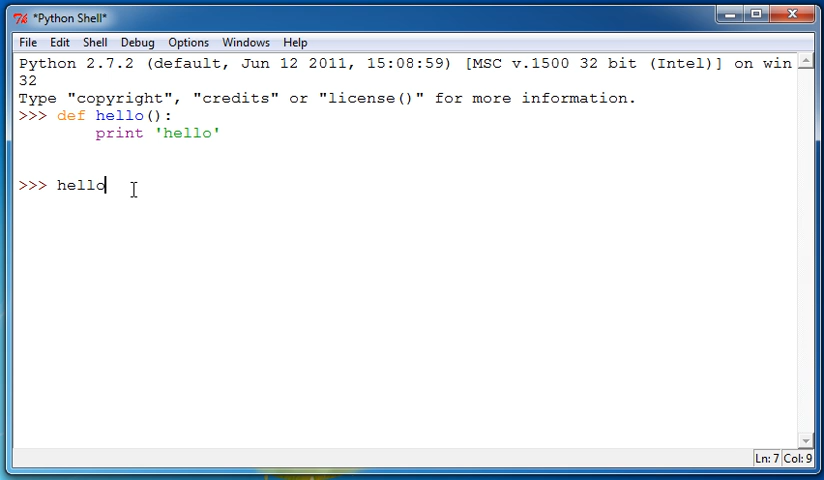 *Python Shell*
File Edit Shell Debug Options Windows Help
Python 2.7.2 (default, Jun 12 2011, 15:08:59) [MSC v.1500 32 bit (Intel)] on win
32
Type "copyright", "credits" or "license()" for more information.
>>> def hello():
        print 'hello'
>>> hello
Ln: 7 Col: 9